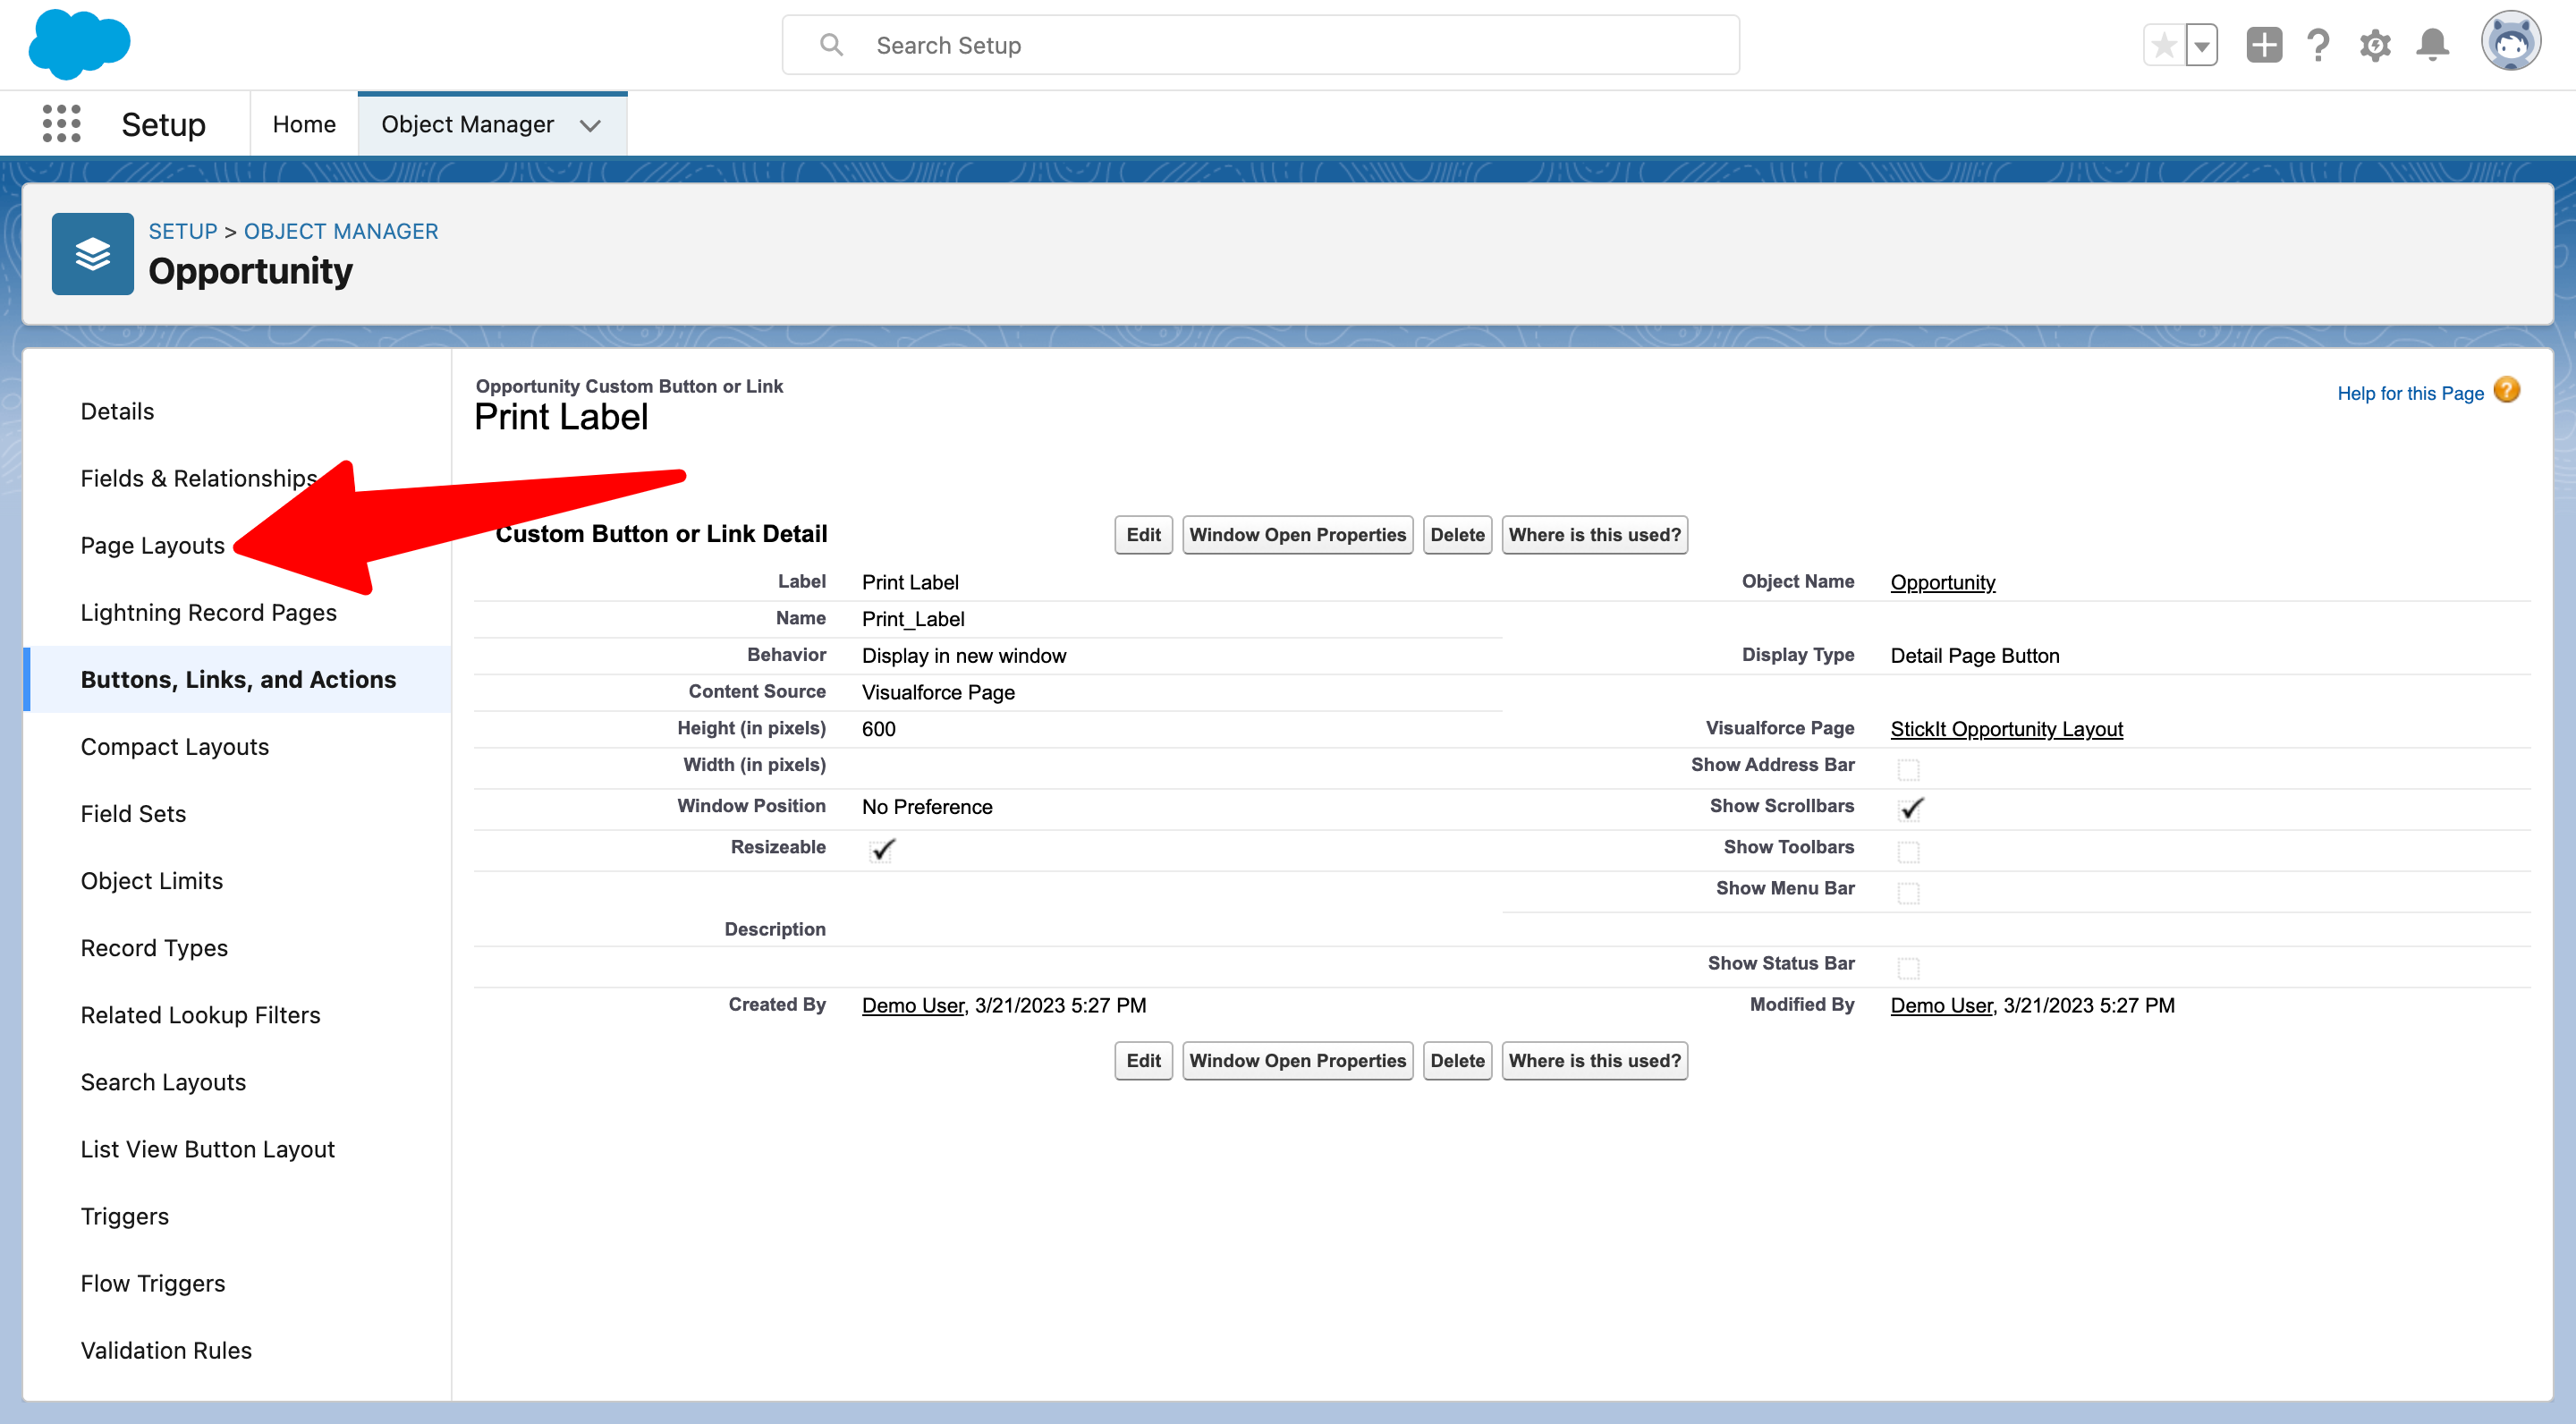 Search Setup
Setup
Home
Object Manager
SETUP > OBJECT MANAGER
Opportunity
Details
Fields & Relationships
Page Layouts
Lightning Record Pages
Buttons, Links, and Actions
Compact Layouts
Field Sets
Object Limits
Record Types
Related Lookup Filters
Search Layouts
List View Button Layout
Triggers
Flow Triggers
Validation Rules
Opportunity Custom Button or Link
Print Label
Help for this Page ?
Custom Button or Link Detail
Edit Window Open Properties Delete Where is this used?
Label Print Label Object Name Opportunity
Name Print_Label
Behavior Display in new window Display Type Detail Page Button
Content Source Visualforce Page
Height (in pixels) 600 Visualforce Page StickIt Opportunity Layout
Width (in pixels) Show Address Bar
Window Position No Preference Show Scrollbars
Resizeable Show Toolbars
Show Menu Bar
Description
Show Status Bar
Created By Demo User, 3/21/2023 5:27 PM Modified By Demo User, 3/21/2023 5:27 PM
Edit Window Open Properties Delete Where is this used?